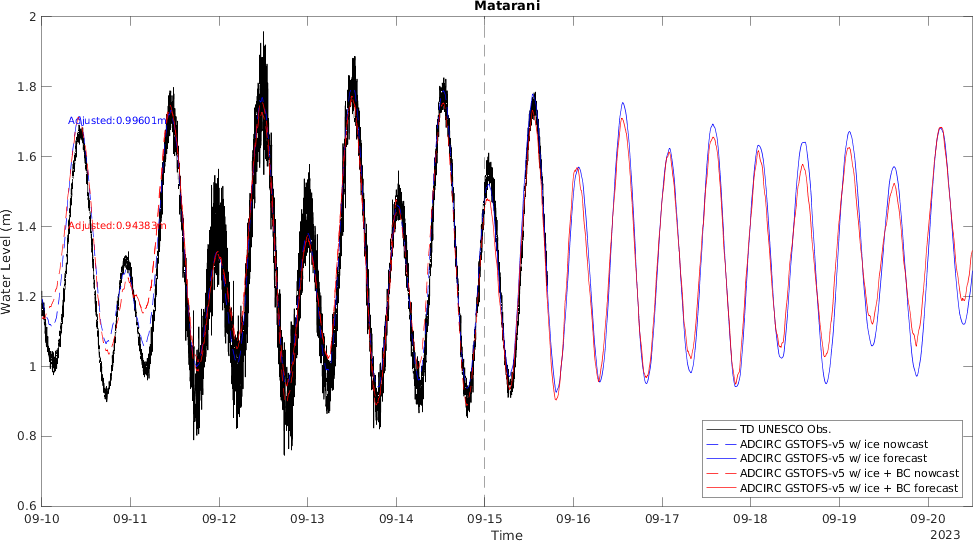 Matarani
2
1.8
1.6
1.4
1.2
1
0.8
0.6
Water Level (m)
Adjusted:0.99601m
Adjusted:0.94383m
TD UNESCO Obs.
ADCIRC GSTOFS-v5 w/ ice nowcast
ADCIRC GSTOFS-v5 w/ ice forecast
ADCIRC GSTOFS-v5 w/ ice + BC nowcast
ADCIRC GSTOFS-v5 w/ ice + BC forecast
09-10 09-11 09-12 09-13 09-14 09-15 09-16 09-17 09-18 09-19 09-20
Time
2023